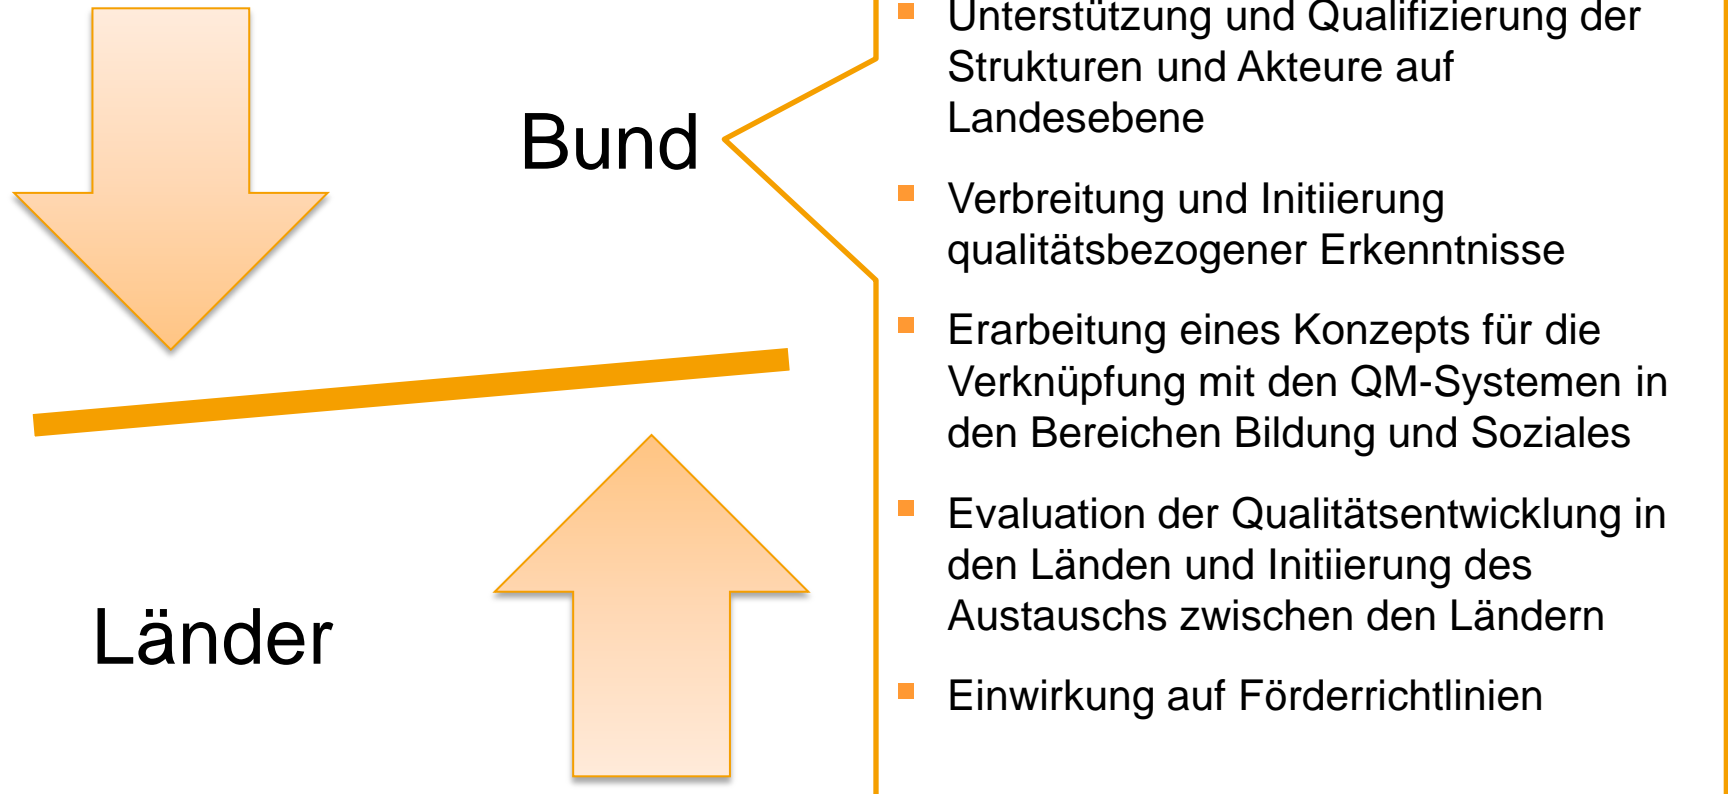 Bund
Länder
Unterstützung und Qualifizierung der
Strukturen und Akteure auf
Landesebene
Verbreitung und Initiierung
qualitätsbezogener Erkenntnisse
Erarbeitung eines Konzepts für die
Verknüpfung mit den QM-Systemen in
den Bereichen Bildung und Soziales
Evaluation der Qualitätsentwicklung in
den Länden und Initiierung des
Austauschs zwischen den Ländern
Einwirkung auf Förderrichtlinien